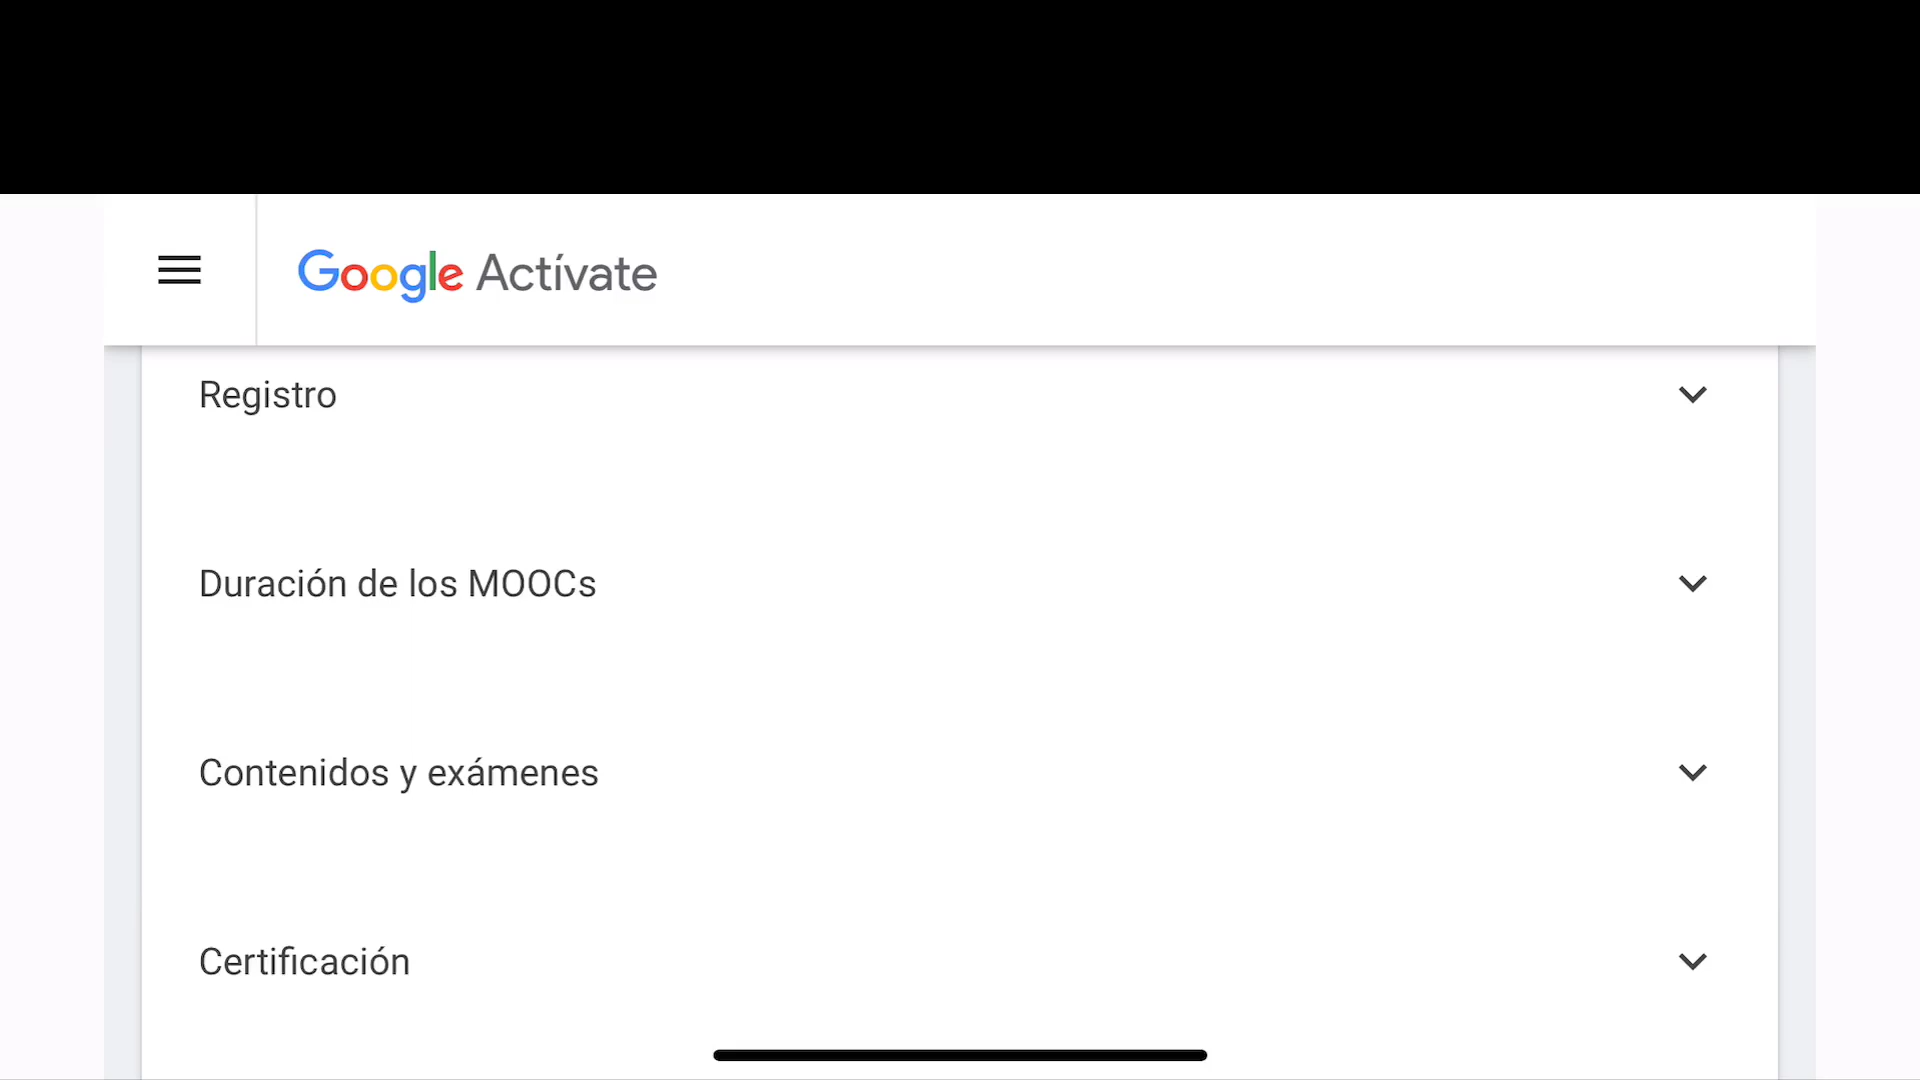 Google Actívate
Registro
Duración de los MOOCs
Contenidos y exámenes
Certificación